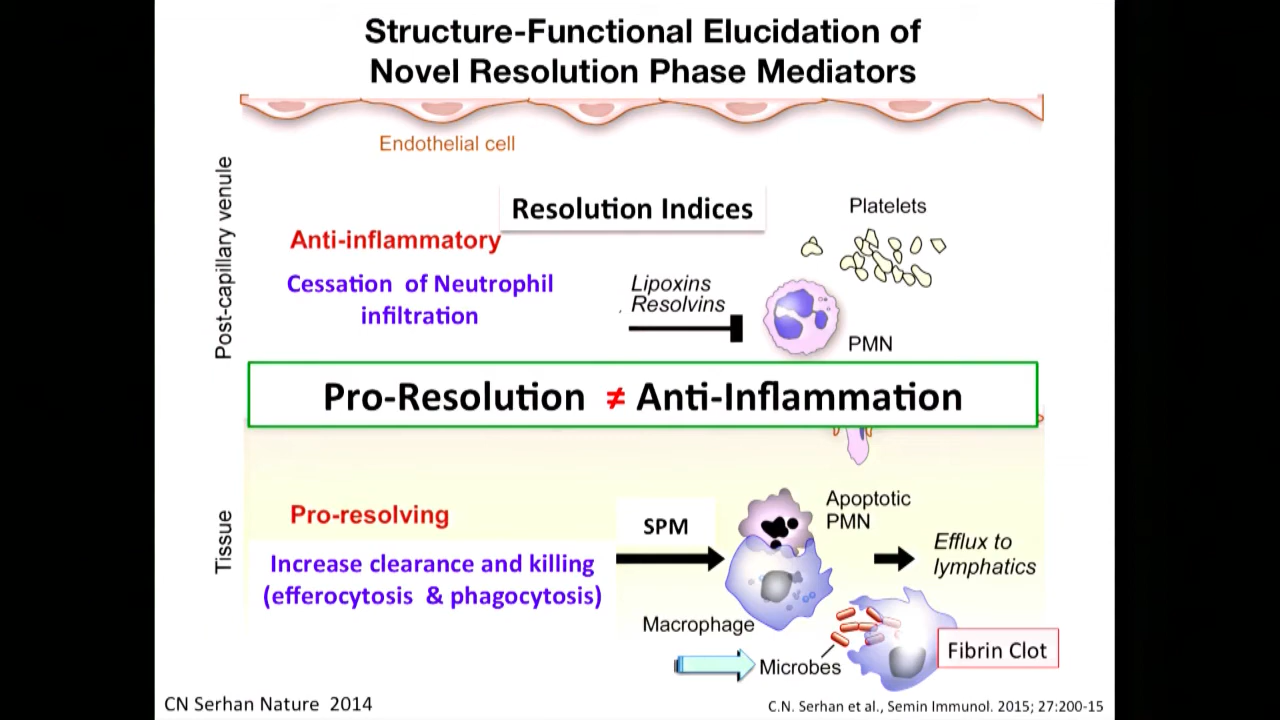 Structure-Functional Elucidation of
Novel Resolution Phase Mediators
Endothelial cell
Post-capillary venule
Resolution Indices
Platelets
Anti-inflammatory
Cessation of Neutrophil
infiltration
Lipoxins
Resolvins
PMN
Pro-Resolution ≠ Anti-Inflammation
Tissue
Pro-resolving
Increase clearance and killing
(efferocytosis & phagocytosis)
SPM
Apoptotic
PMN
Efflux to
lymphatics
Macrophage
Microbes
Fibrin Clot
CN Serhan Nature 2014
C.N. Serhan et al., Semin Immunol. 2015; 27:200-15